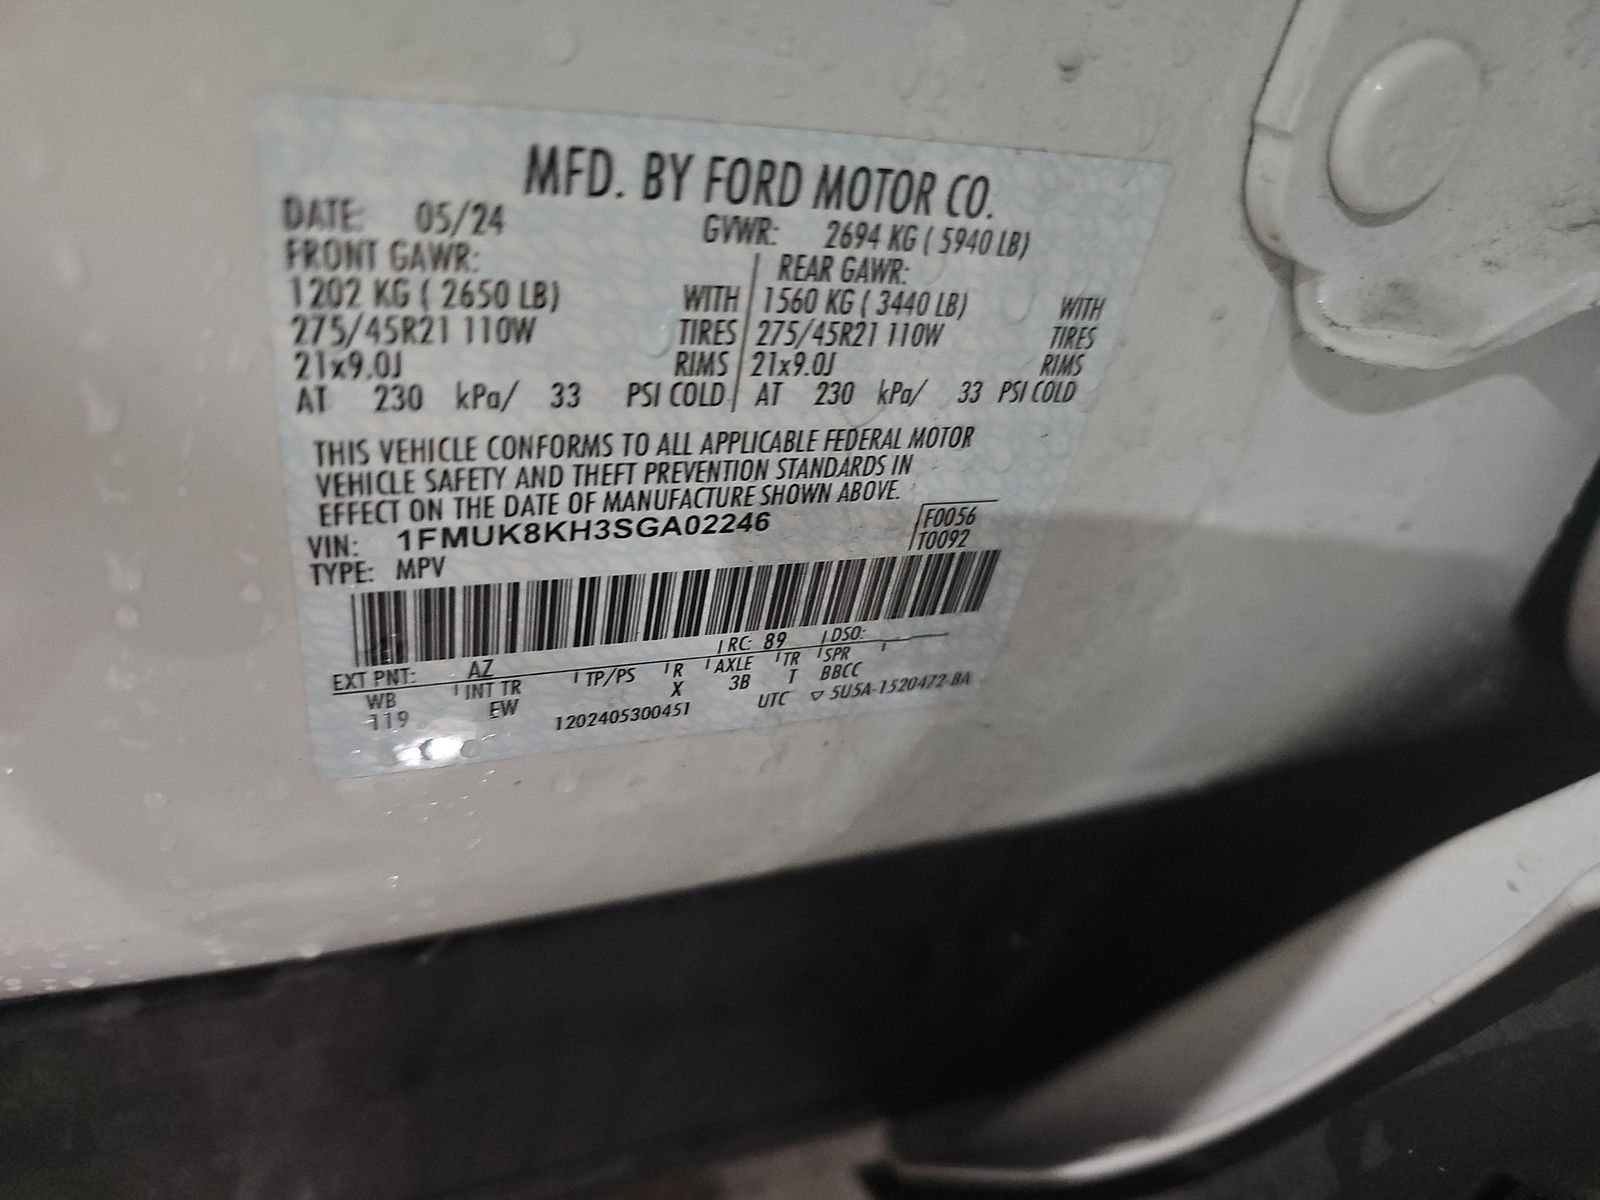 MFD. BY FORD MOTOR CO.
DATE: 05/24 GVWR: 2694 KG ( 5940 LB)
FRONT GAWR: REAR GAWR:
1202 KG ( 2650 LB) WITH 1560 KG ( 3440 LB) WITH
275/45R21 110W TIRES 275/45R21 110W TIRES
21x9.0J RIMS 21x9.0J RIMS
AT 230 kPa/ 33 PSI COLD AT 230 kPa/ 33 PSI COLD
THIS VEHICLE CONFORMS TO ALL APPLICABLE FEDERAL MOTOR
VEHICLE SAFETY AND THEFT PREVENTION STANDARDS IN
EFFECT ON THE DATE OF MANUFACTURE SHOWN ABOVE.
VIN: 1FMUK8KH3SGA02246 F0056
TYPE: MPV T0092
EXT PNT: AZ RC: 89 DSO:
WB INT TR TP/PS R AXLE TR SPR
119 EW X 3B T BBCC
1202405300451 UTC ▽ 5U5A-1520472-BA